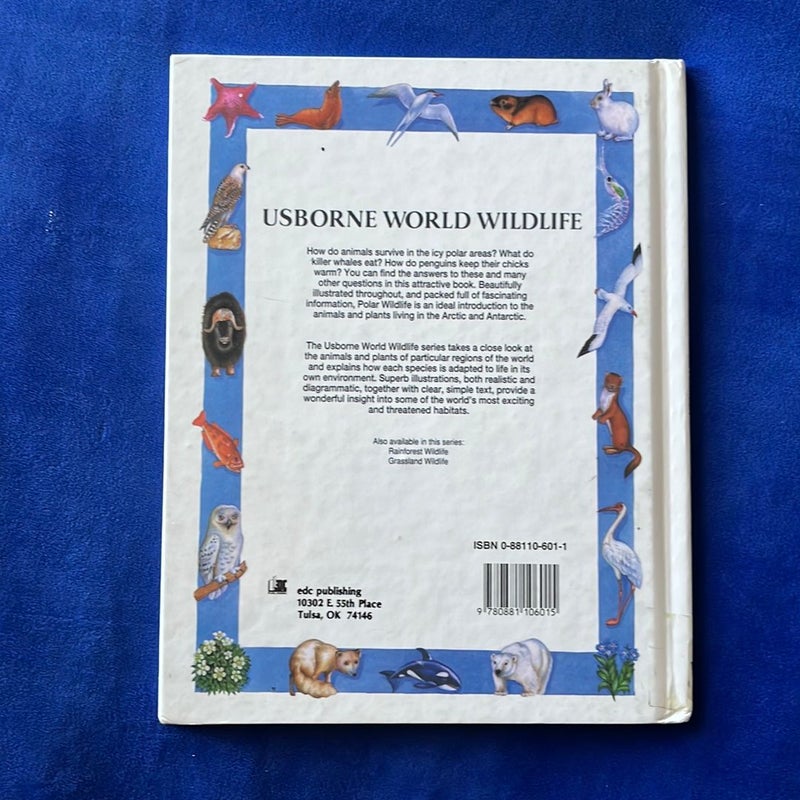 USBORNE WORLD WILDLIFE
How do animals survive in the icy polar areas? What do
killer whales eat? How do penguins keep their chicks
warm? You can find the answers to these and many
other questions in this attractive book. Beautifully
illustrated throughout, and packed full of fascinating
information, Polar Wildlife is an ideal introduction to the
animals and plants living in the Arctic and Antarctic.
The Usborne World Wildlife series takes a close look at
the animals and plants of particular regions of the world
and explains how each species is adapted to life in its
own environment. Superb illustrations, both realistic and
diagrammatic, together with clear, simple text, provide a
wonderful insight into some of the world's most exciting
and threatened habitats.
Also available in this series:
Rainforest Wildlife
Grassland Wildlife
ISBN 0-88110-601-1
9 780881 106015
edc publishing
10302 E. 55th Place
Tulsa, OK 74146